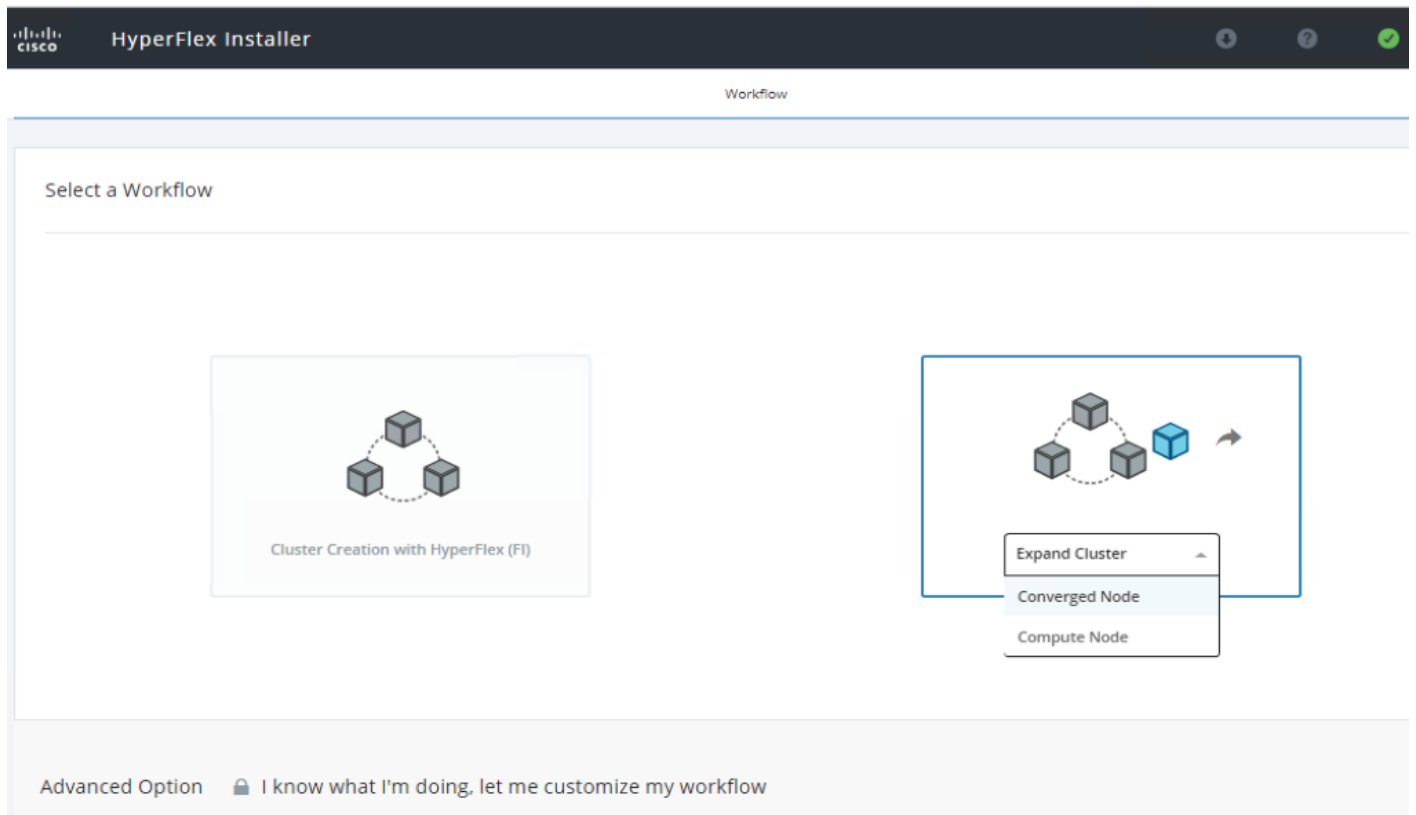 cisco HyperFlex Installer
Workflow
Select a Workflow
Cluster Creation with HyperFlex (FI)
Expand Cluster
Converged Node
Compute Node
Advanced Option I know what I'm doing, let me customize my workflow